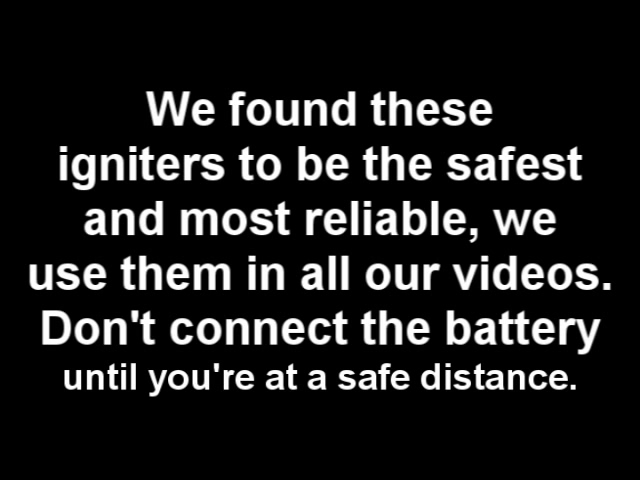 We found these
igniters to be the safest
and most reliable, we
use them in all our videos.
Don't connect the battery
until you're at a safe distance.